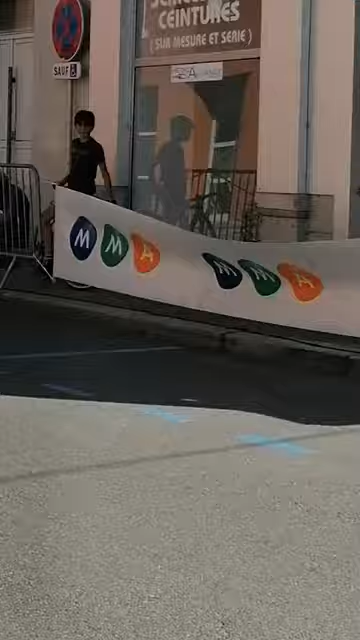 CEINTURES
( SUR MESURE ET SERIE )
SAUF
M M A
M M A